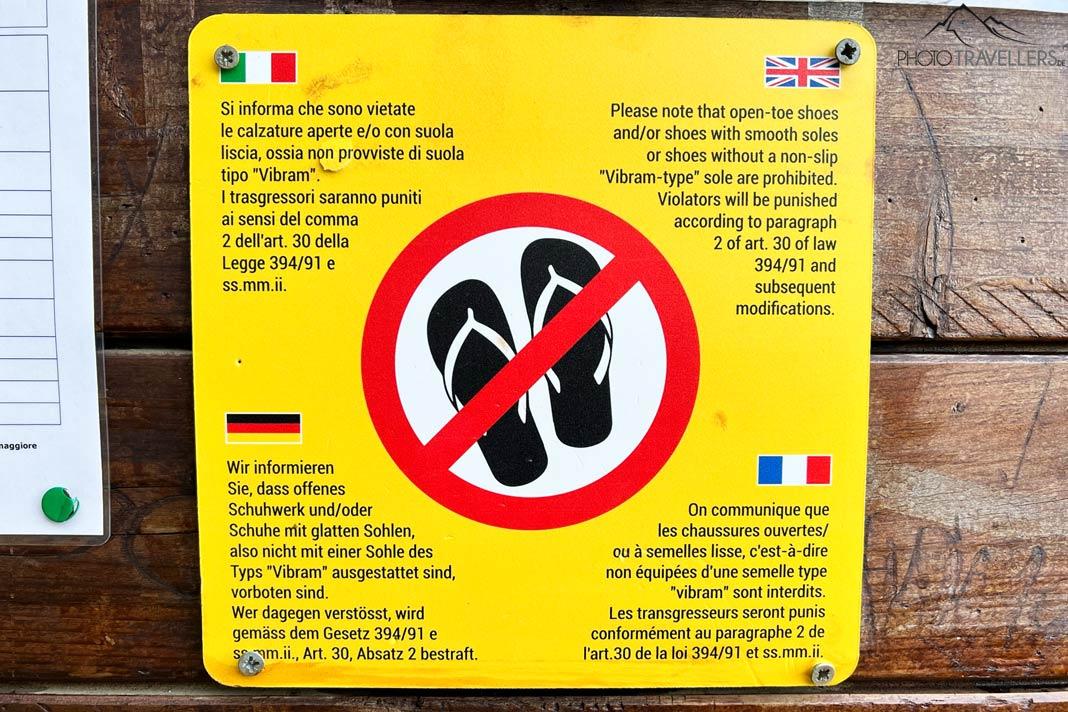 PHOTOTRAVELLERS.DE
Si informa che sono vietate
le calzature aperte e/o con suola
liscia, ossia non provviste di suola
tipo "Vibram".
I trasgressori saranno puniti
ai sensi del comma
2 dell'art. 30 della
Legge 394/91 e
ss.mm.ii.
Please note that open-toe shoes
and/or shoes with smooth soles
or shoes without a non-slip
"Vibram-type" sole are prohibited.
Violators will be punished
according to paragraph
2 of art. 30 of law
394/91 and
subsequent
modifications.
maggiore
Wir informieren
Sie, dass offenes
Schuhwerk und/oder
Schuhe mit glatten Sohlen,
also nicht mit einer Sohle des
Typs "Vibram" ausgestattet sind,
vorboten sind.
Wer dagegen verstösst, wird
gemäss dem Gesetz 394/91 e
ss.mm.ii., Art. 30, Absatz 2 bestraft.
On communique que
les chaussures ouvertes/
ou à semelles lisse, c'est-à-dire
non équipées d'une semelle type
"vibram" sont interdits.
Les transgresseurs seront punis
conformément au paragraphe 2 de
l'art.30 de la loi 394/91 et ss.mm.ii.